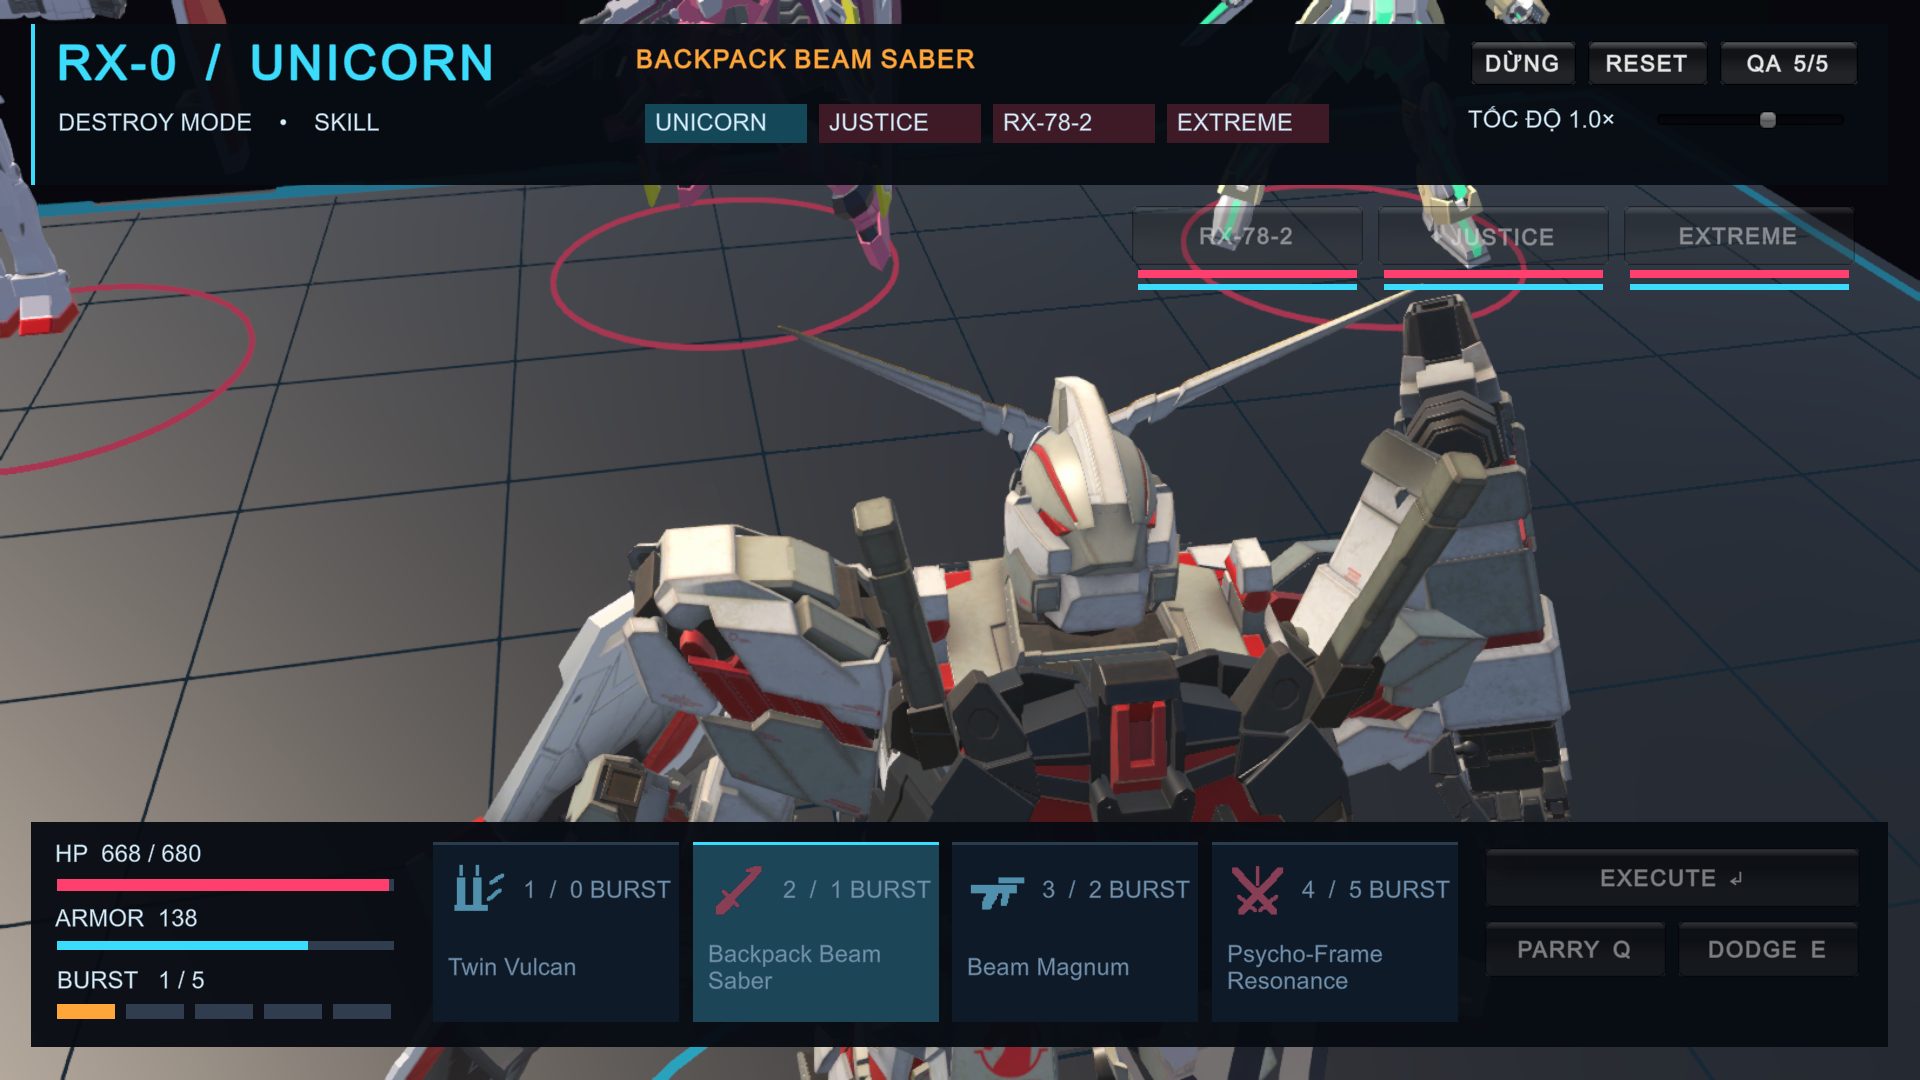 RX-0 / UNICORN
DESTROY MODE • SKILL
BACKPACK BEAM SABER
UNICORN JUSTICE RX-78-2 EXTREME
DỪNG RESET QA 5/5
TỐC ĐỘ 1.0×
RX-78-2 JUSTICE EXTREME
HP 668 / 680
ARMOR 138
BURST 1 / 5
1 / 0 BURST
Twin Vulcan
2 / 1 BURST
Backpack Beam
Saber
3 / 2 BURST
Beam Magnum
4 / 5 BURST
Psycho-Frame
Resonance
EXECUTE ↲
PARRY Q DODGE E